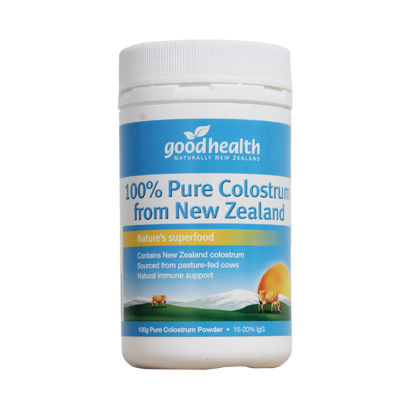 goodhealth
NATURALLY NEW ZEALAND
100% Pure Colostrum
from New Zealand
Nature's superfood
Contains New Zealand colostrum
Sourced from pasture-fed cows
Natural immune support
100g Pure Colostrum Powder • 15-20% IgG